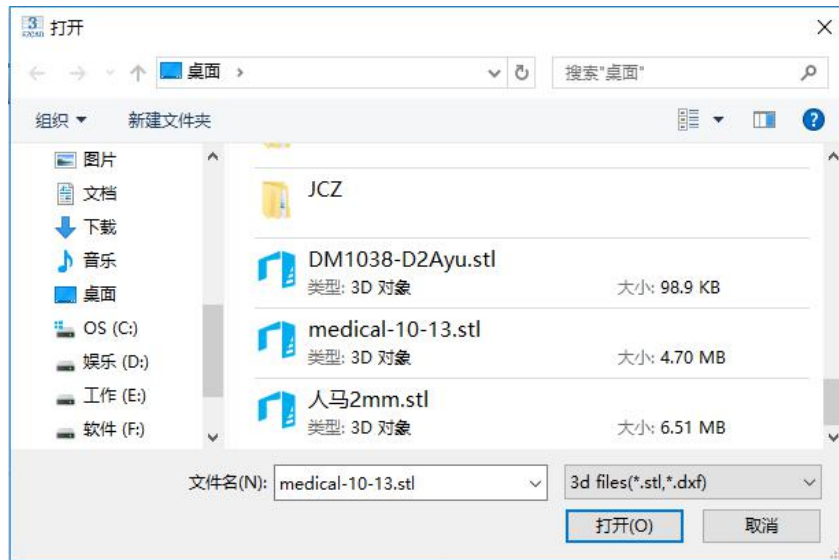 打开
桌面
搜索"桌面"
组织
新建文件夹
图片
文档
下载
音乐
桌面
OS (C:)
娱乐 (D:)
工作 (E:)
软件 (F:)
JCZ
DM1038-D2Ayu.stl
类型: 3D 对象
大小: 98.9 KB
medical-10-13.stl
类型: 3D 对象
大小: 4.70 MB
人马2mm.stl
类型: 3D 对象
大小: 6.51 MB
文件名(N): medical-10-13.stl
3d files(*.stl,*.dxf)
打开(O)
取消